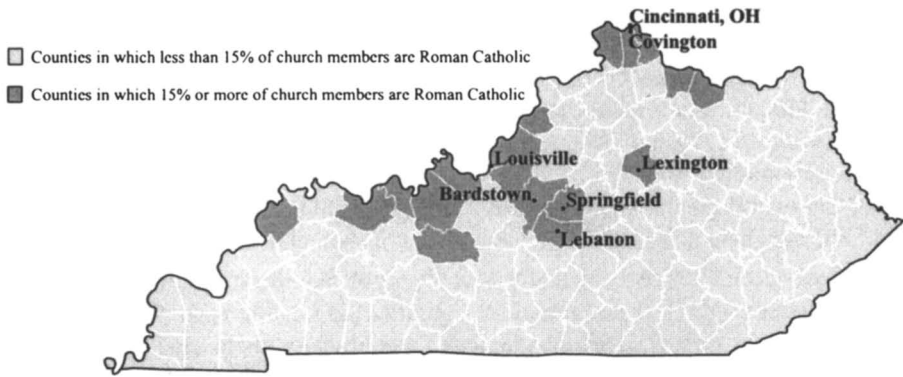 Cincinnati, OH
Covington
Counties in which less than 15% of church members are Roman Catholic
Counties in which 15% or more of church members are Roman Catholic
Louisville
Lexington
Bardstown
Springfield
Lebanon